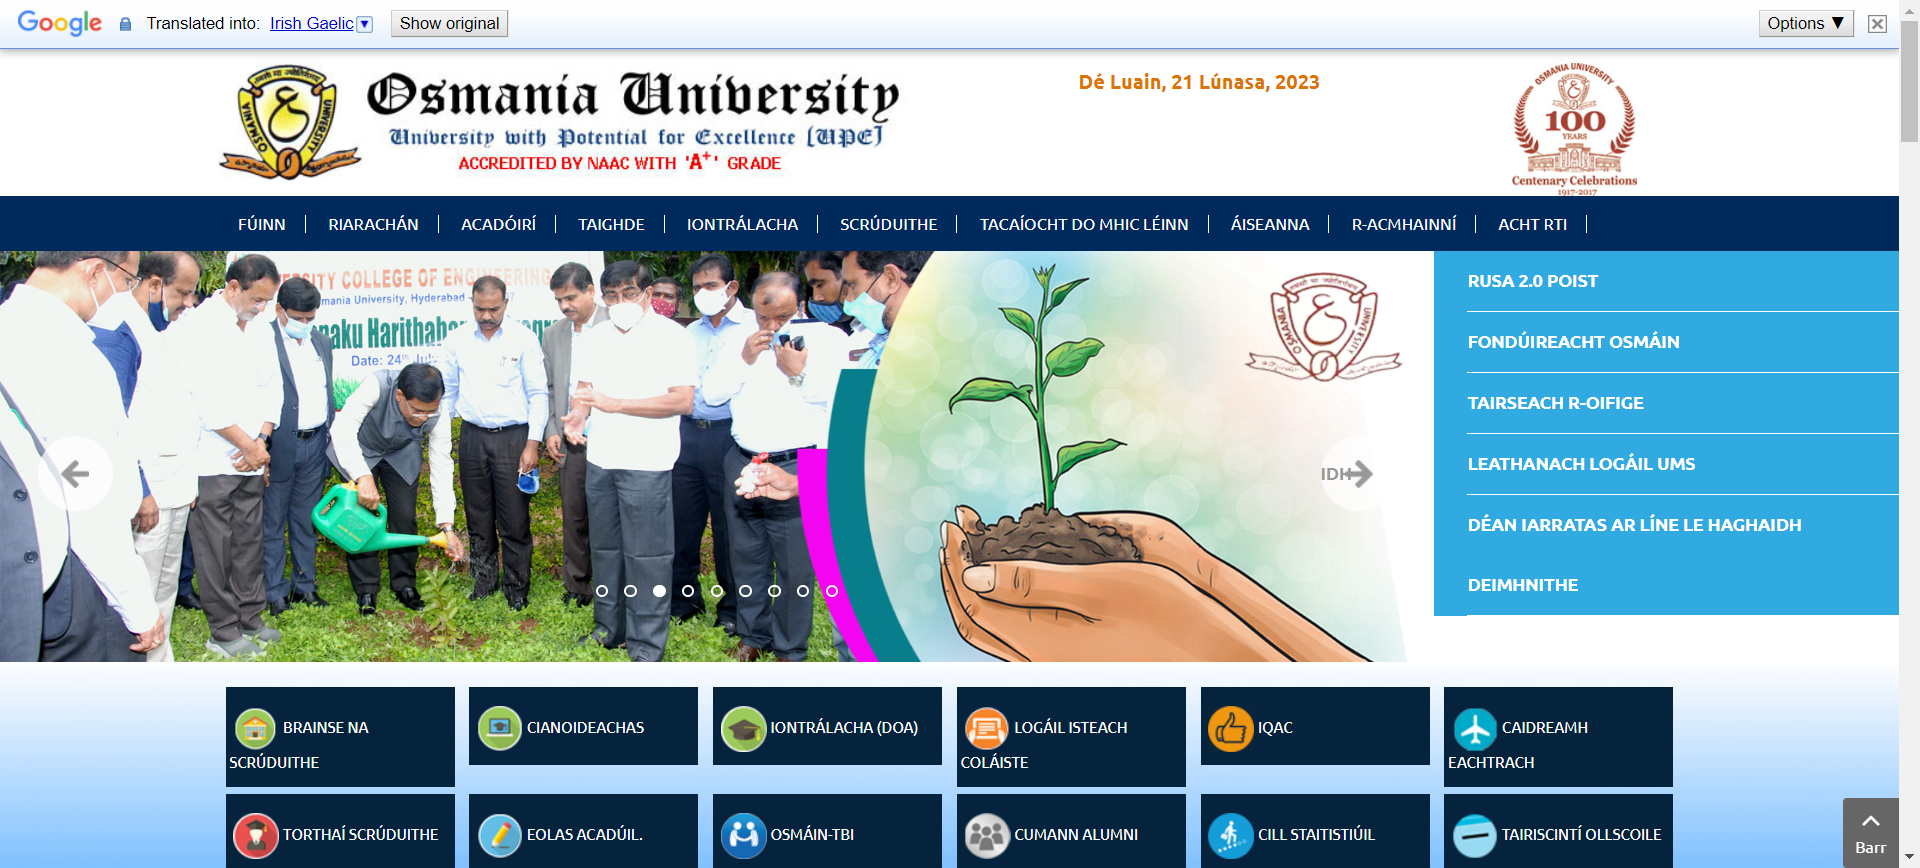 Google Translated into: Irish Gaelic ▼ Show original Options ▼
Osmania University
University with Potential for Excellence [UPE]
ACCREDITED BY NAAC WITH 'A+' GRADE
Dé Luain, 21 Lúnasa, 2023
OSMANIA UNIVERSITY
100
YEARS
Centenary Celebrations
1917-2017
FÚINN
RIARACHÁN
ACADÓIRÍ
TAIGHDE
IONTRÁLACHA
SCRÚDUITHE
TACAÍOCHT DO MHIC LÉINN
ÁISEANNA
R-ACMHAINNÍ
ACHT RTI
COLLEGE OF ENGINEERING
Osmania University, Hyderabad
Date: 24th
OSMANIA UNIVERSITY
RUSA 2.0 POIST
FONDÚIREACHT OSMÁIN
TAIRSEACH R-OIFIGE
LEATHANACH LOGÁIL UMS
DÉAN IARRATAS AR LÍNE LE HAGHAIDH
DEIMHNITHE
BRAINSE NA
SCRÚDUITHE
CIANOIDEACHAS
IONTRÁLACHA (DOA)
LOGÁIL ISTEACH
COLÁISTE
IQAC
CAIDREAMH
EACHTRACH
TORTHAÍ SCRÚDUITHE
EOLAS ACADÚIL.
OSMÁIN-TBI
CUMANN ALUMNI
CILL STAITISTIÚIL
TAIRISCINTÍ OLLSCOILE
Barr